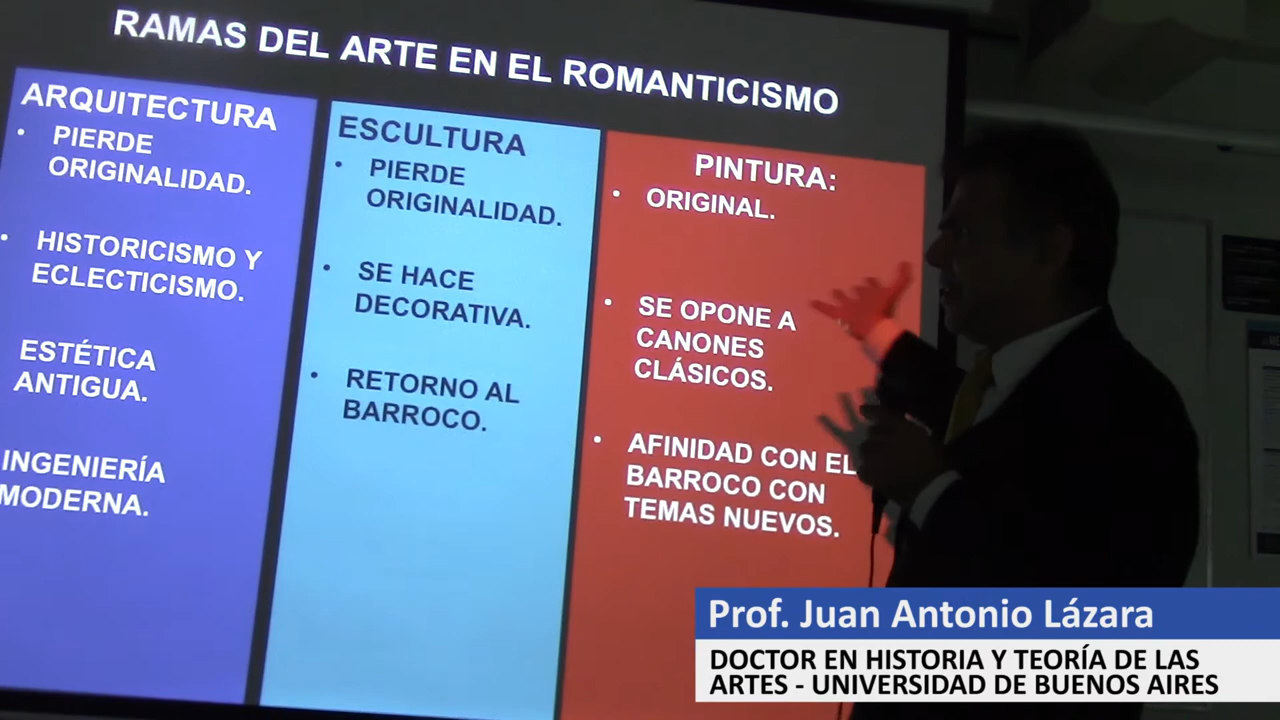 RAMAS DEL ARTE EN EL ROMANTICISMO
ARQUITECTURA
• PIERDE
ORIGINALIDAD.
• HISTORICISMO Y
ECLECTICISMO.
ESTÉTICA
ANTIGUA.
INGENIERÍA
MODERNA.
ESCULTURA
• PIERDE
ORIGINALIDAD.
• SE HACE
DECORATIVA.
• RETORNO AL
BARROCO.
PINTURA:
• ORIGINAL.
• SE OPONE A
CANONES
CLÁSICOS.
• AFINIDAD CON EL
BARROCO CON
TEMAS NUEVOS.
Prof. Juan Antonio Lázara
DOCTOR EN HISTORIA Y TEORÍA DE LAS
ARTES - UNIVERSIDAD DE BUENOS AIRES